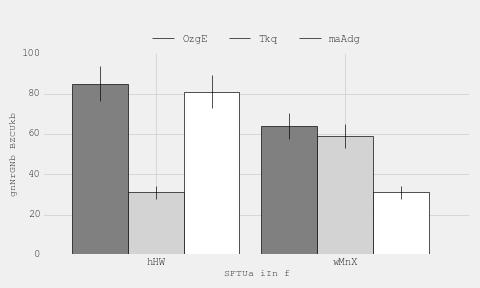 OzgE Tkq maAdg
100
80
60
40
20
0
gnNrGNb BZCUkb
hHW wMnX
SFTUa iIn f